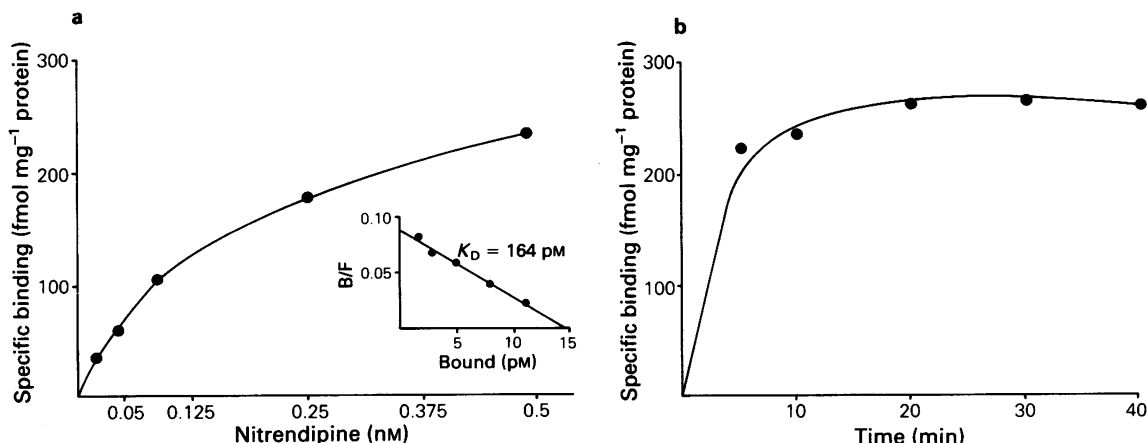 a
300
200
100
Specific binding (fmol mg⁻¹ protein)
0.05 0.125 0.25 0.375 0.5
Nitrendipine (nM)
0.10
0.05
B/F
K_D = 164 pM
5 10 15
Bound (pM)
b
300
200
100
Specific binding (fmol mg⁻¹ protein)
10 20 30 40
Time (min)